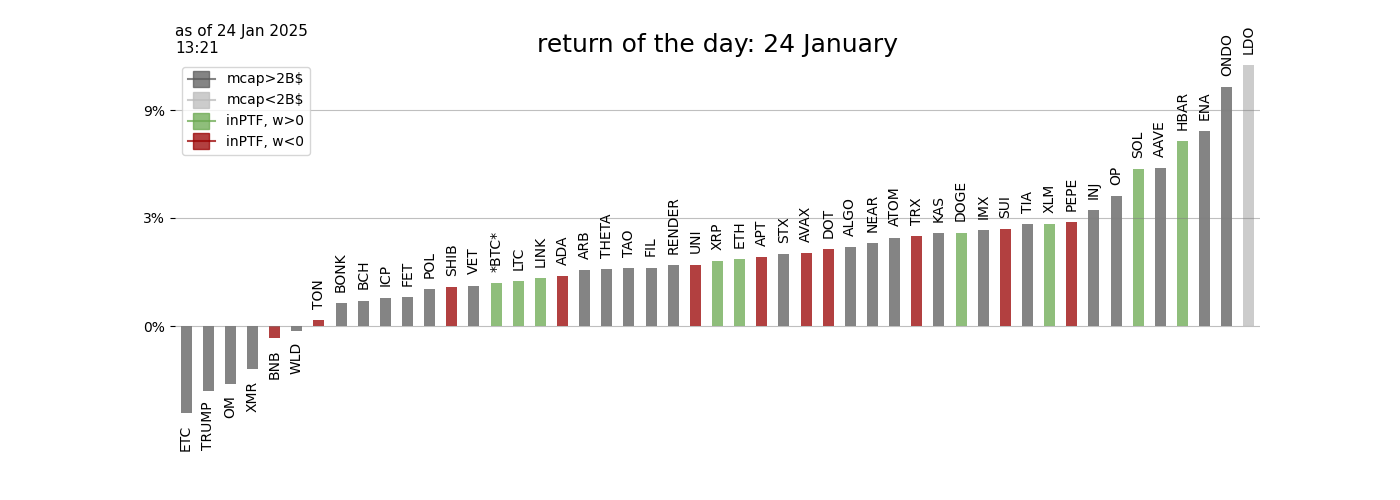 as of 24 Jan 2025
13:21
return of the day: 24 January
mcap>2B$
mcap<2B$
inPTF, w>0
inPTF, w<0
9%
3%
0%
ETC
TRUMP
OM
XMR
BNB
WLD
TON
BONK
BCH
ICP
FET
POL
SHIB
VET
*BTC*
LTC
LINK
ADA
ARB
THETA
TAO
FIL
RENDER
UNI
XRP
ETH
APT
STX
AVAX
DOT
ALGO
NEAR
ATOM
TRX
KAS
DOGE
IMX
SUI
TIA
XLM
PEPE
INJ
OP
SOL
AAVE
HBAR
ENA
ONDO
LDO